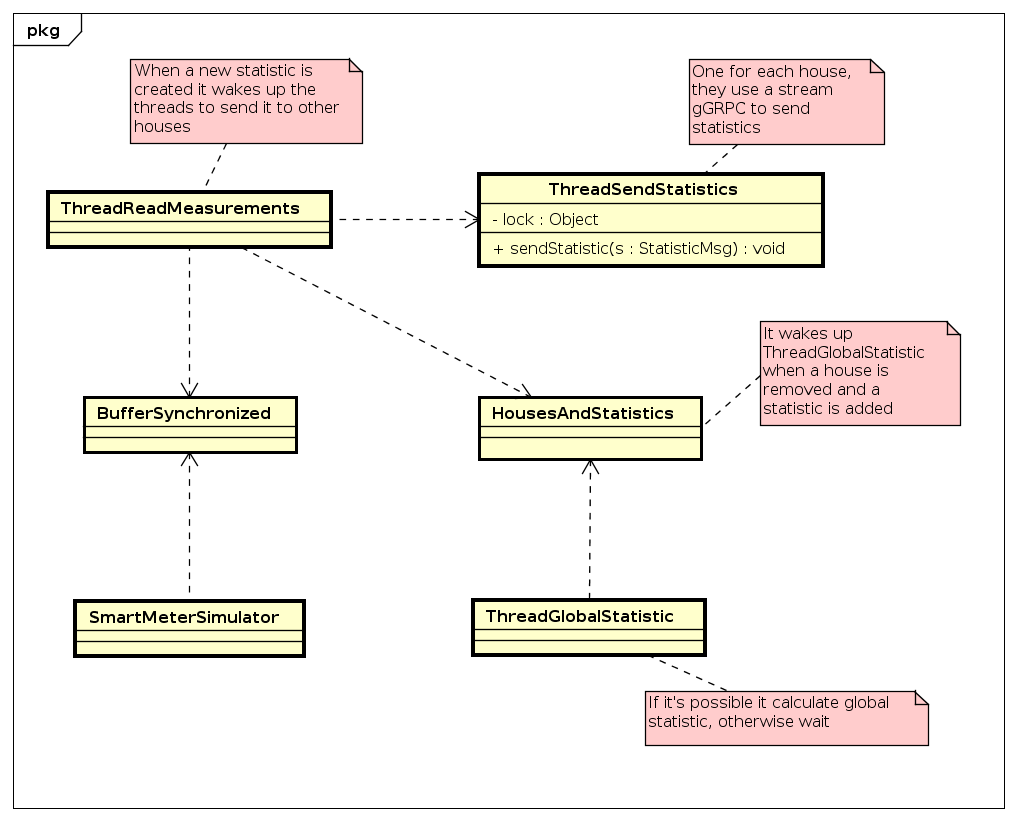 pkg
When a new statistic is
created it wakes up the
threads to send it to other
houses
One for each house,
they use a stream
gGRPC to send
statistics
ThreadReadMeasurements
ThreadSendStatistics
- lock : Object
+ sendStatistic(s : StatisticMsg) : void
It wakes up
ThreadGlobalStatistic
when a house is
removed and a
statistic is added
BufferSynchronized
HousesAndStatistics
SmartMeterSimulator
ThreadGlobalStatistic
If it's possible it calculate global
statistic, otherwise wait